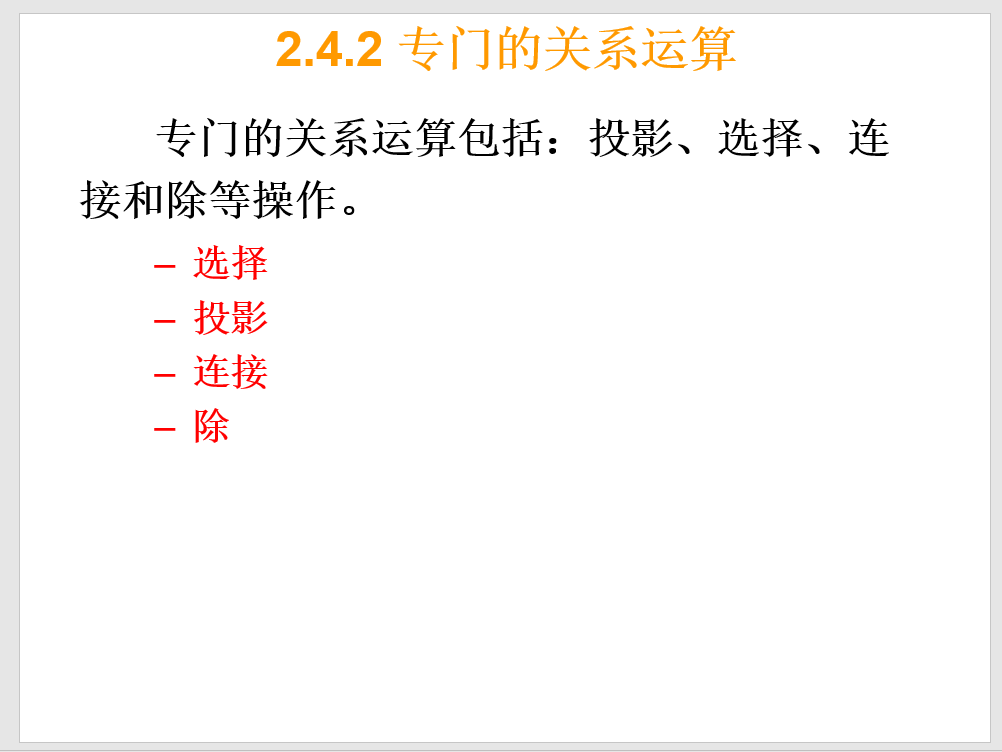 2.4.2 专门的关系运算
专门的关系运算包括：投影、选择、连
接和除等操作。
– 选择
– 投影
– 连接
– 除